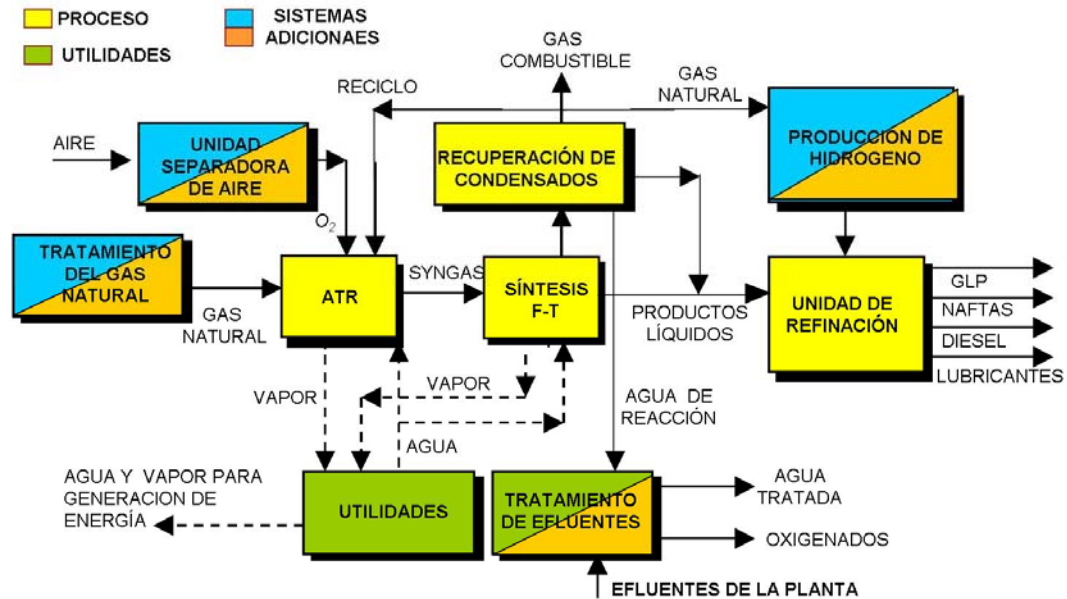 PROCESO
SISTEMAS
ADICIONAES
UTILIDADES
GAS
COMBUSTIBLE
RECICLO
GAS
NATURAL
AIRE
UNIDAD
SEPARADORA
DE AIRE
RECUPERACIÓN DE
CONDENSADOS
PRODUCCIÓN DE
HIDROGENO
O2
TRATAMIENTO
DEL GAS
NATURAL
GAS
NATURAL
ATR
SYNGAS
SÍNTESIS
F-T
PRODUCTOS
LÍQUIDOS
UNIDAD DE
REFINACIÓN
GLP
NAFTAS
DIESEL
LUBRICANTES
VAPOR
VAPOR
AGUA
AGUA DE
REACCIÓN
AGUA Y VAPOR PARA
GENERACION DE
ENERGÍA
UTILIDADES
TRATAMIENTO
DE EFLUENTES
AGUA
TRATADA
OXIGENADOS
EFLUENTES DE LA PLANTA